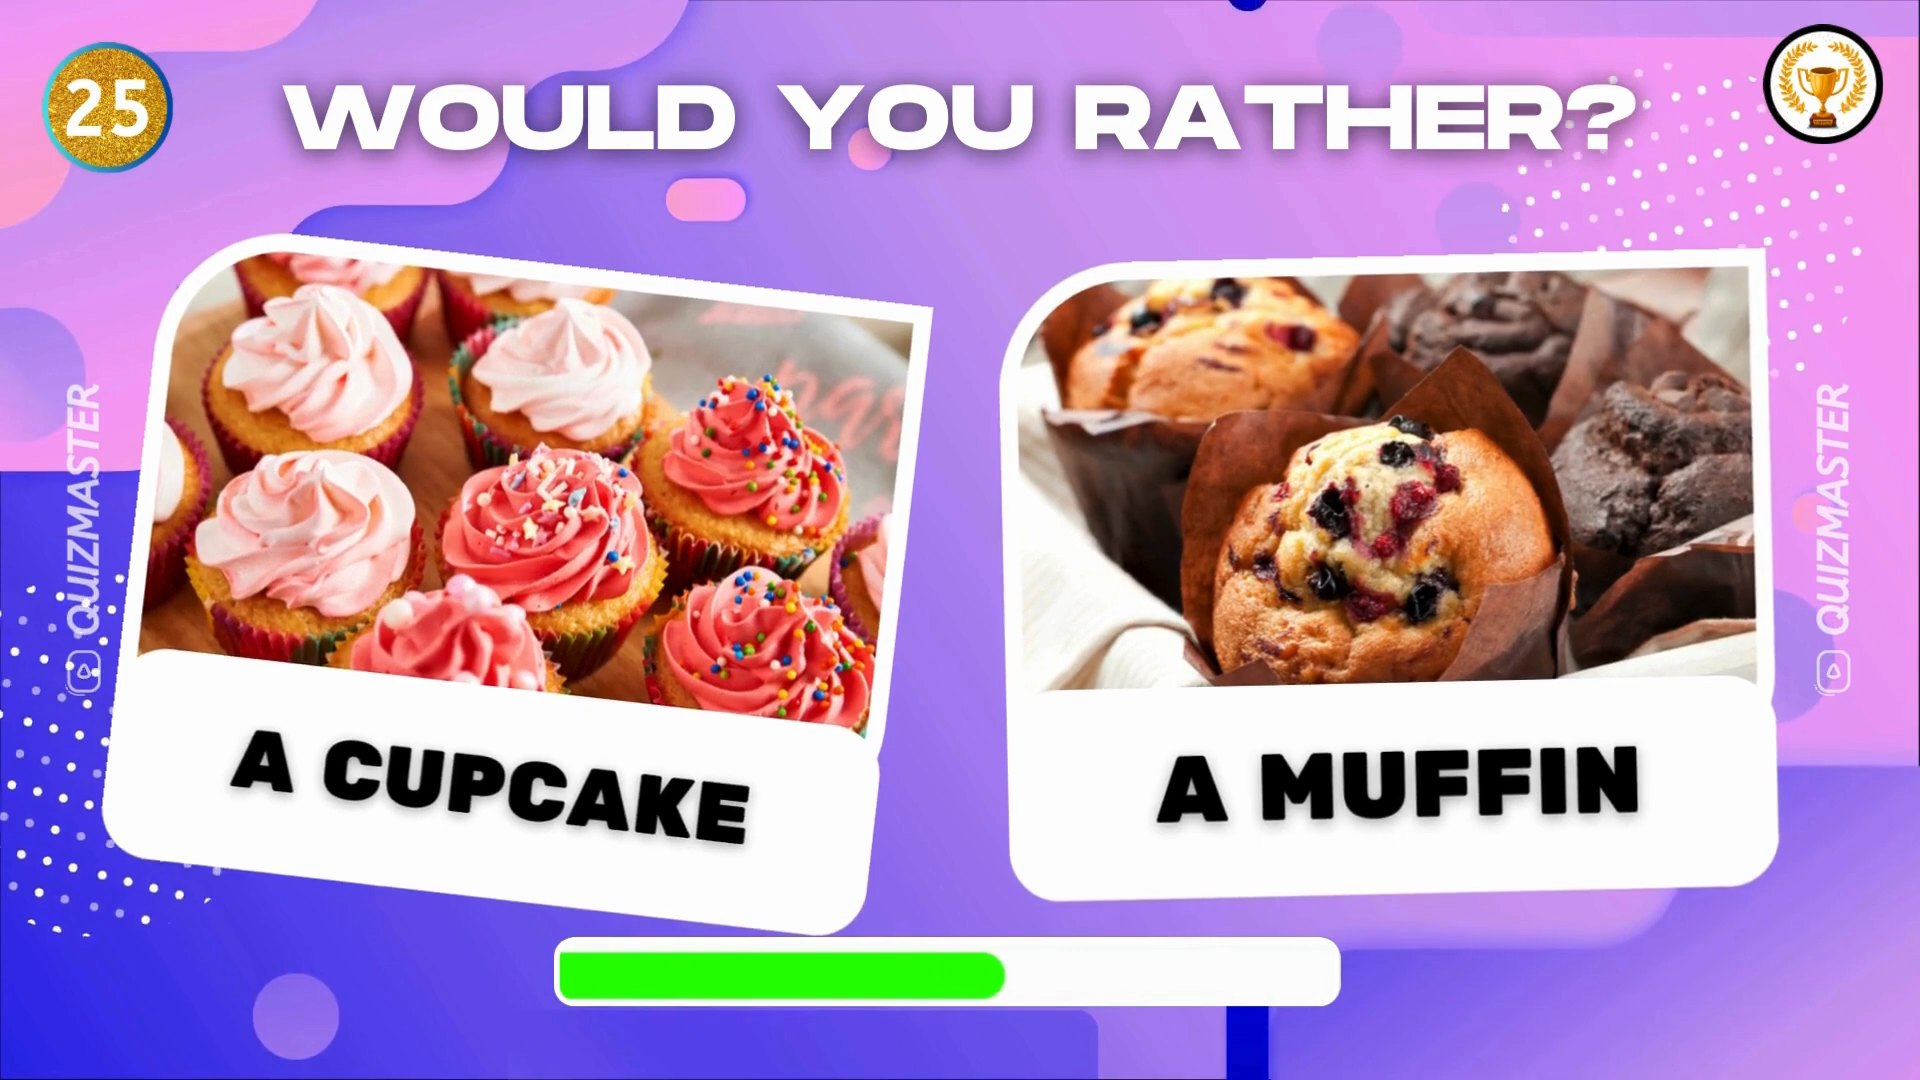 25
WOULD YOU RATHER?
QUIZMASTER
QUIZMASTER
A CUPCAKE
A MUFFIN